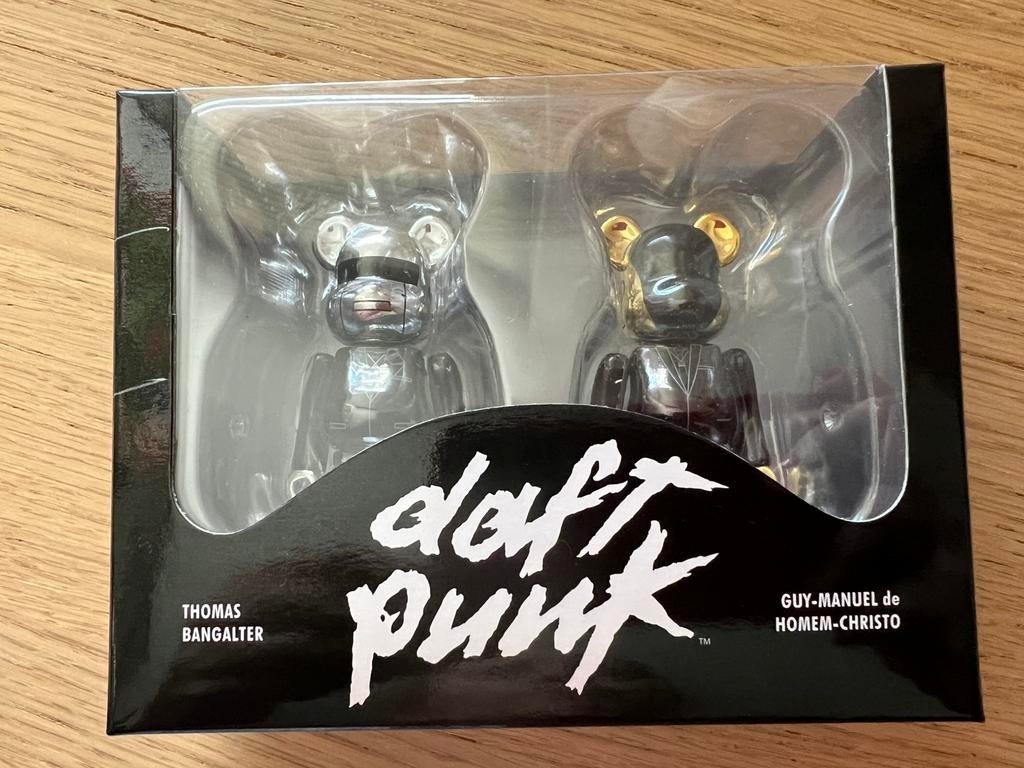 daft
punk
TM
THOMAS
BANGALTER
GUY-MANUEL de
HOMEM-CHRISTO